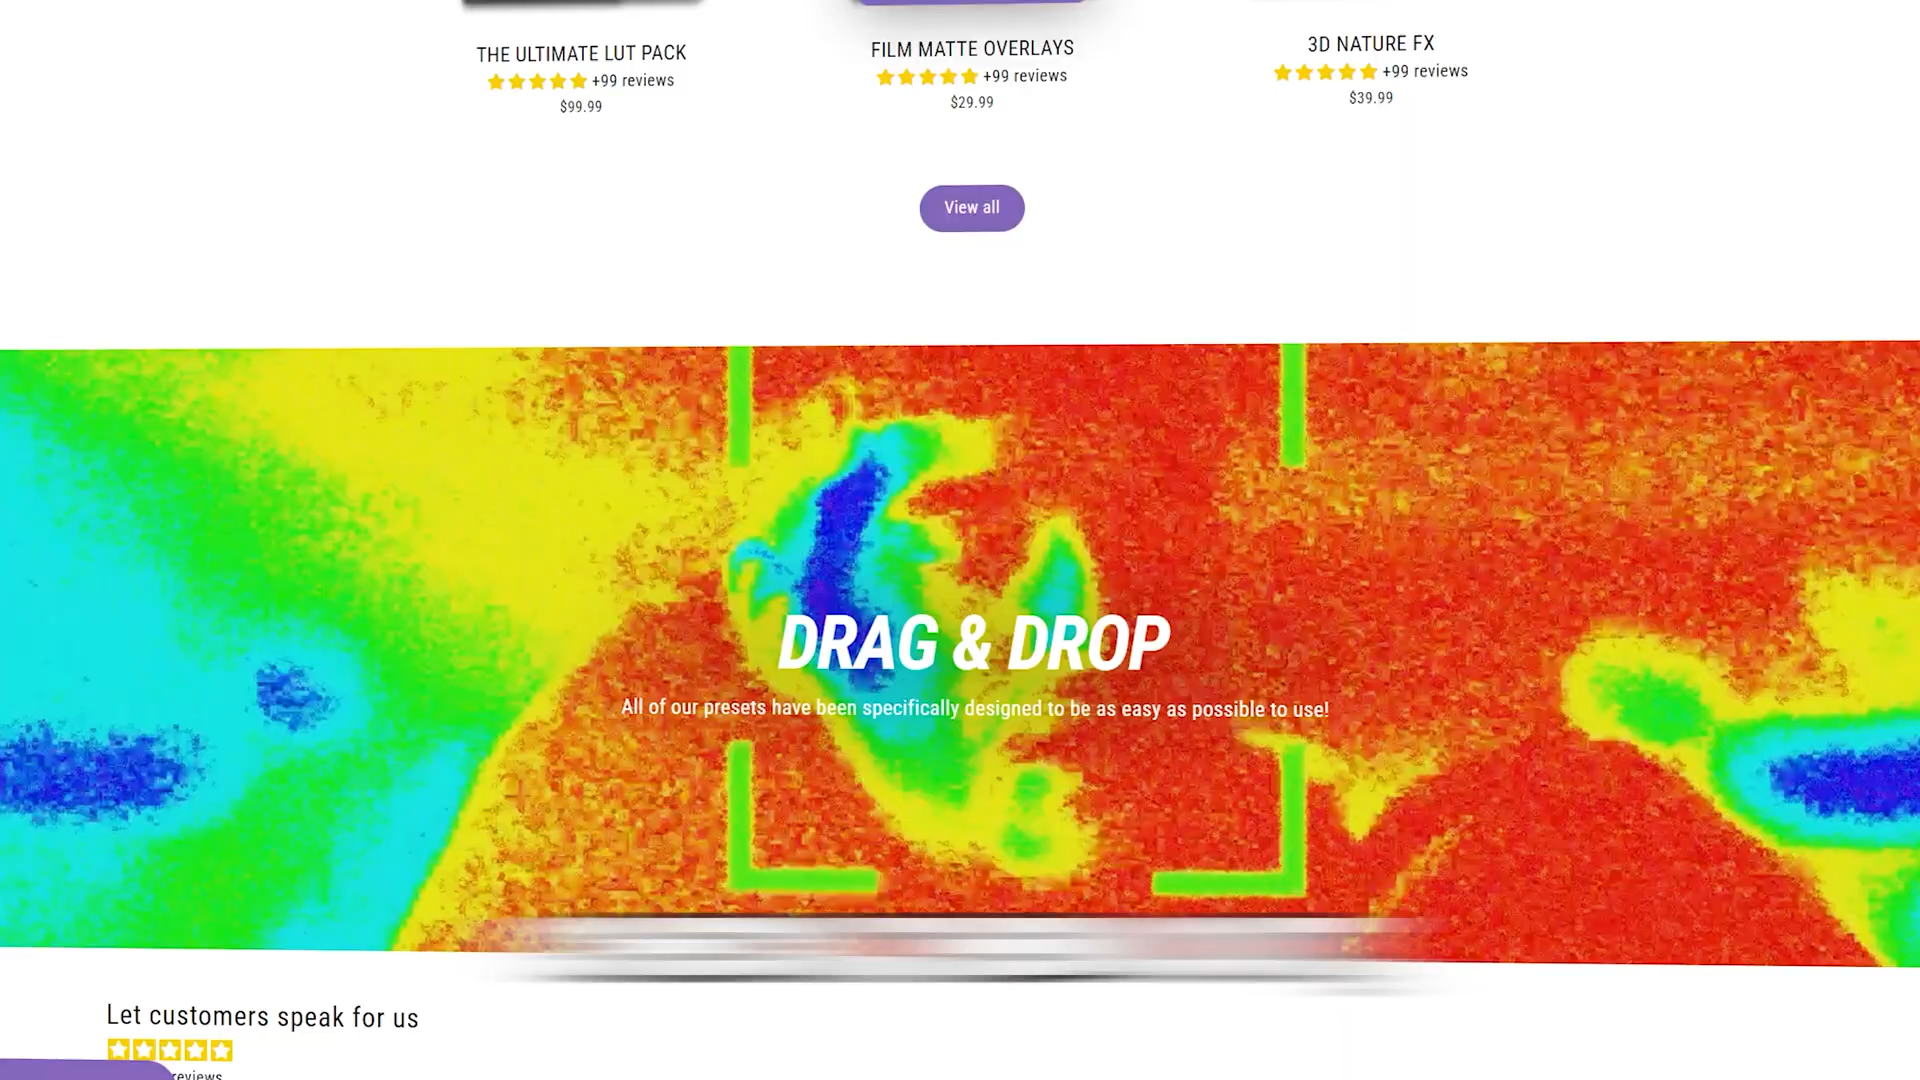 THE ULTIMATE LUT PACK
+99 reviews
$99.99
FILM MATTE OVERLAYS
+99 reviews
$29.99
3D NATURE FX
+99 reviews
$39.99
View all
DRAG & DROP
All of our presets have been specifically designed to be as easy as possible to use!
Let customers speak for us
reviews